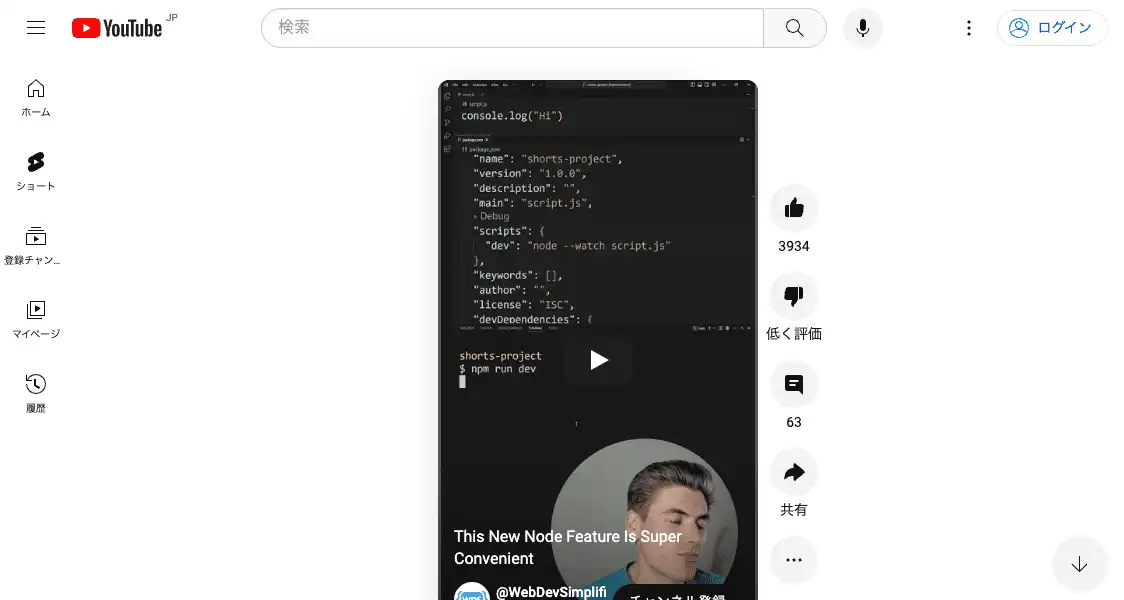 YouTube JP
検索
ログイン
ホーム
ショート
登録チャン...
マイページ
履歴
script.js
console.log("Hi")
package.json
"name": "shorts-project",
"version": "1.0.0",
"description": "",
"main": "script.js",
Debug
"scripts": {
"dev": "node --watch script.js"
},
"keywords": [],
"author": "",
"license": "ISC",
"devDependencies": {
shorts-project
$ npm run dev
This New Node Feature Is Super
Convenient
@WebDevSimplifi
チャンネル登録
3934
低く評価
63
共有